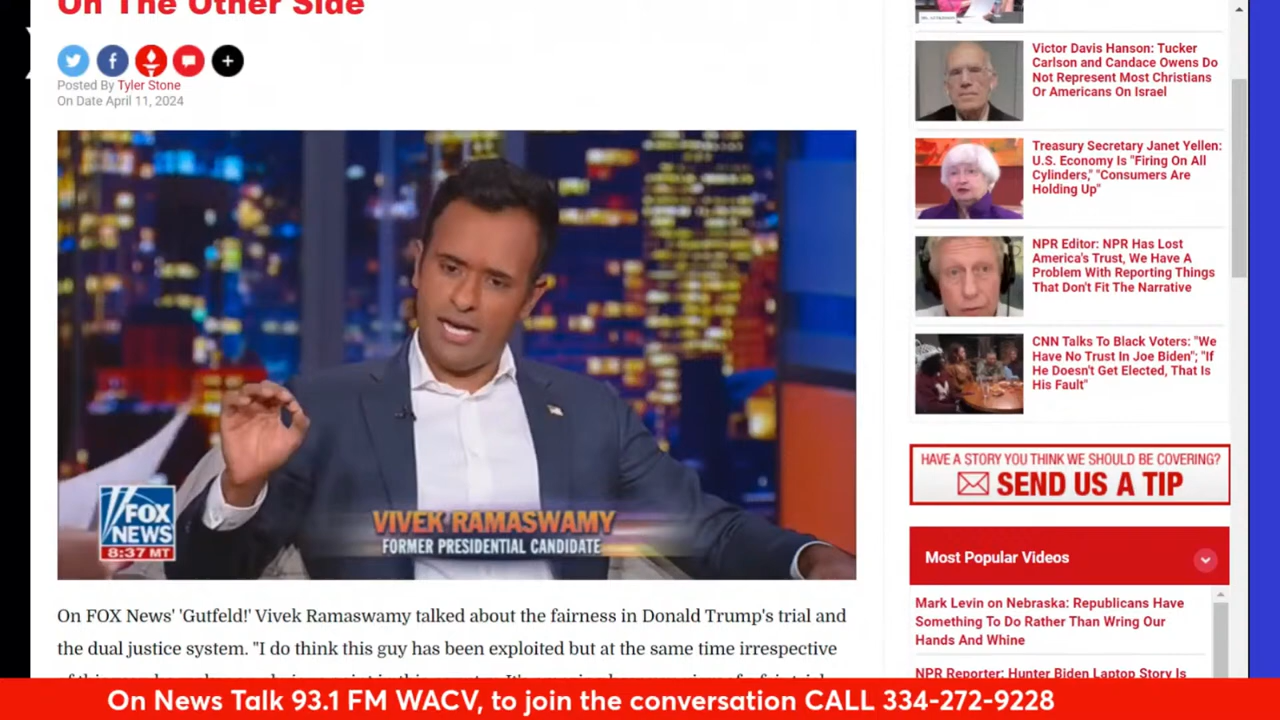 On The Other Side
Posted By Tyler Stone
On Date April 11, 2024
FOX
NEWS
8:37 MT
VIVEK RAMASWAMY
FORMER PRESIDENTIAL CANDIDATE
On FOX News' 'Gutfeld!' Vivek Ramaswamy talked about the fairness in Donald Trump's trial and
the dual justice system. "I do think this guy has been exploited but at the same time irrespective
Victor Davis Hanson: Tucker
Carlson and Candace Owens Do
Not Represent Most Christians
Or Americans On Israel
Treasury Secretary Janet Yellen:
U.S. Economy Is "Firing On All
Cylinders," "Consumers Are
Holding Up"
NPR Editor: NPR Has Lost
America's Trust, We Have A
Problem With Reporting Things
That Don't Fit The Narrative
CNN Talks To Black Voters: "We
Have No Trust In Joe Biden"; "If
He Doesn't Get Elected, That Is
His Fault"
HAVE A STORY YOU THINK WE SHOULD BE COVERING?
SEND US A TIP
Most Popular Videos
Mark Levin on Nebraska: Republicans Have
Something To Do Rather Than Wring Our
Hands And Whine
NPR Reporter: Hunter Biden Laptop Story Is
On News Talk 93.1 FM WACV, to join the conversation CALL 334-272-9228